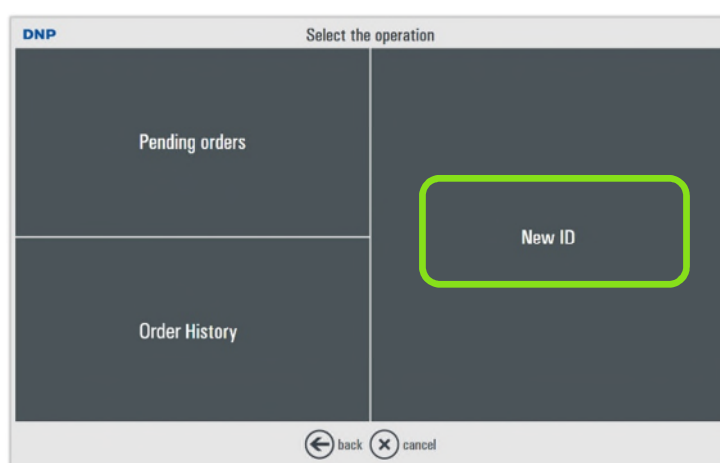 DNP
Select the operation
Pending orders
New ID
Order History
back
cancel